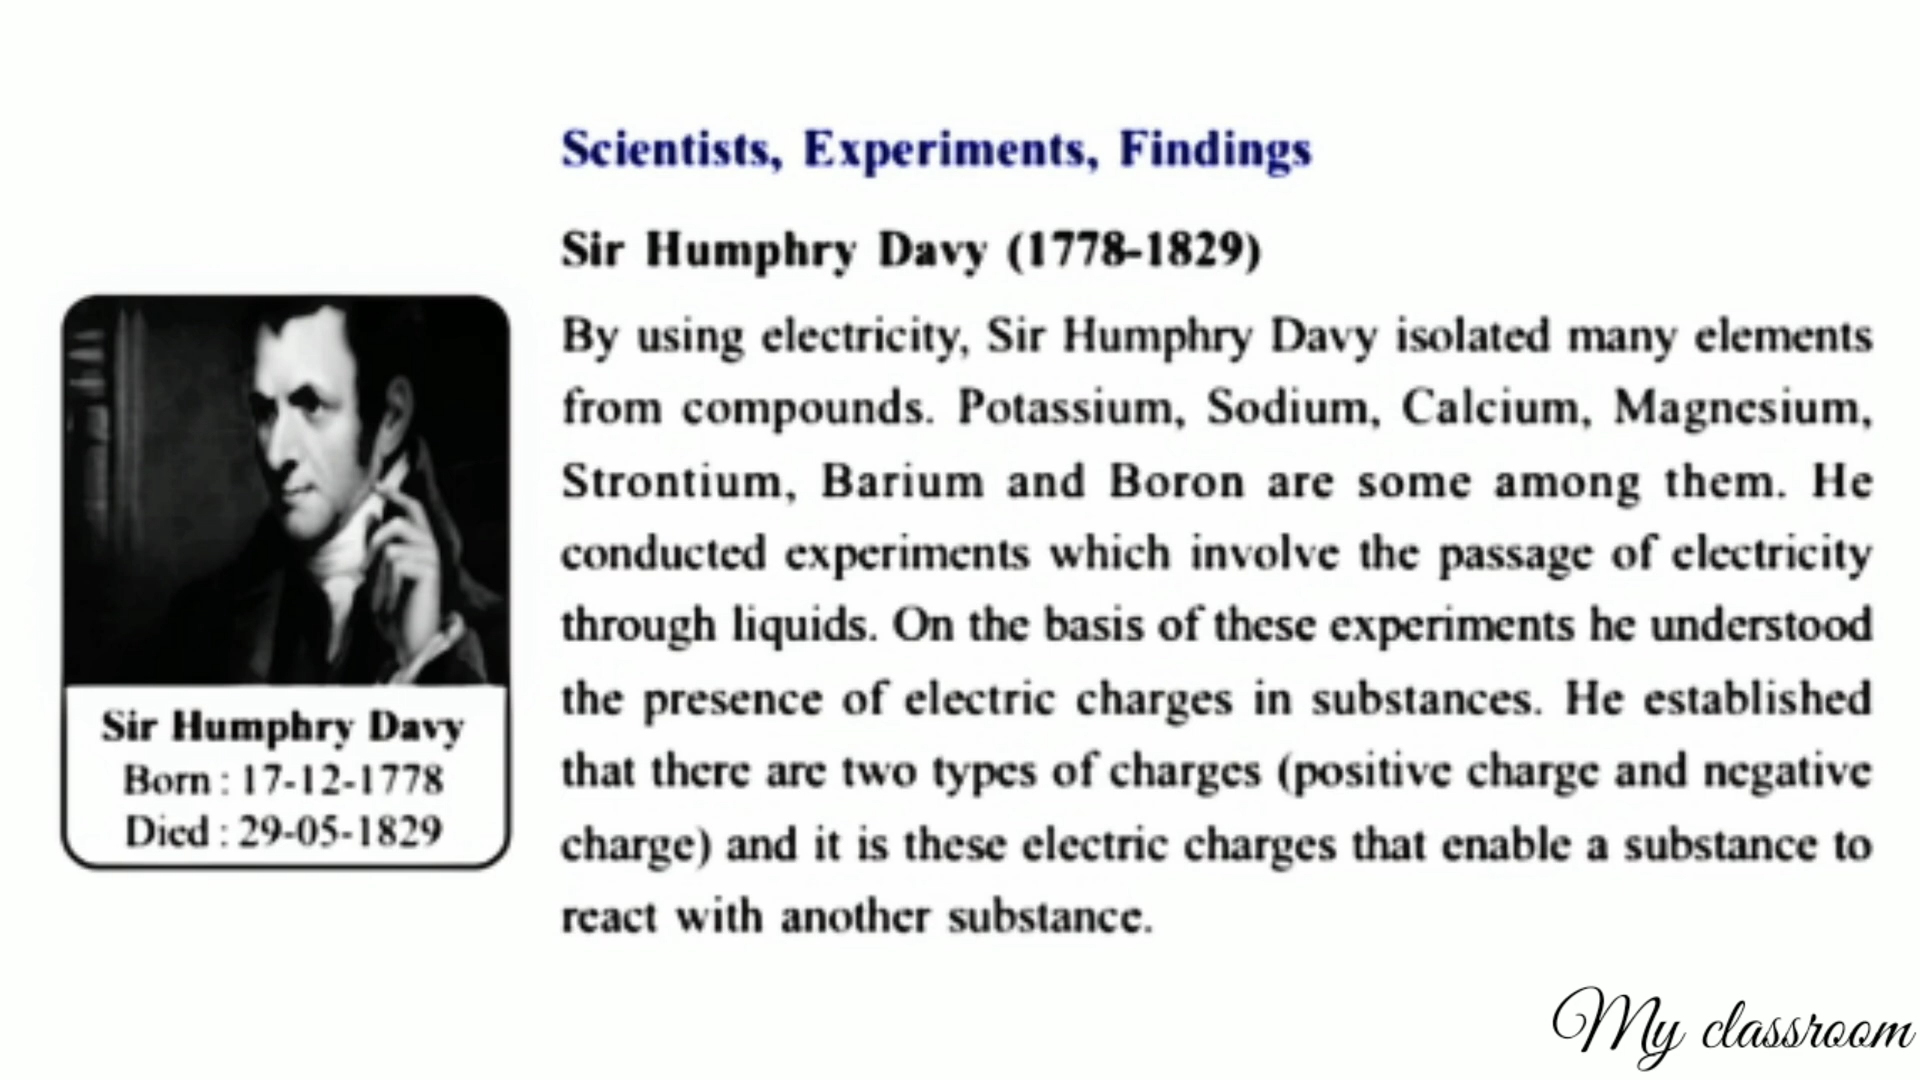 Scientists, Experiments, Findings
Sir Humphry Davy (1778-1829)
By using electricity, Sir Humphry Davy isolated many elements
from compounds. Potassium, Sodium, Calcium, Magnesium,
Strontium, Barium and Boron are some among them. He
conducted experiments which involve the passage of electricity
through liquids. On the basis of these experiments he understood
the presence of electric charges in substances. He established
that there are two types of charges (positive charge and negative
charge) and it is these electric charges that enable a substance to
react with another substance.
Sir Humphry Davy
Born : 17-12-1778
Died : 29-05-1829
My classroom